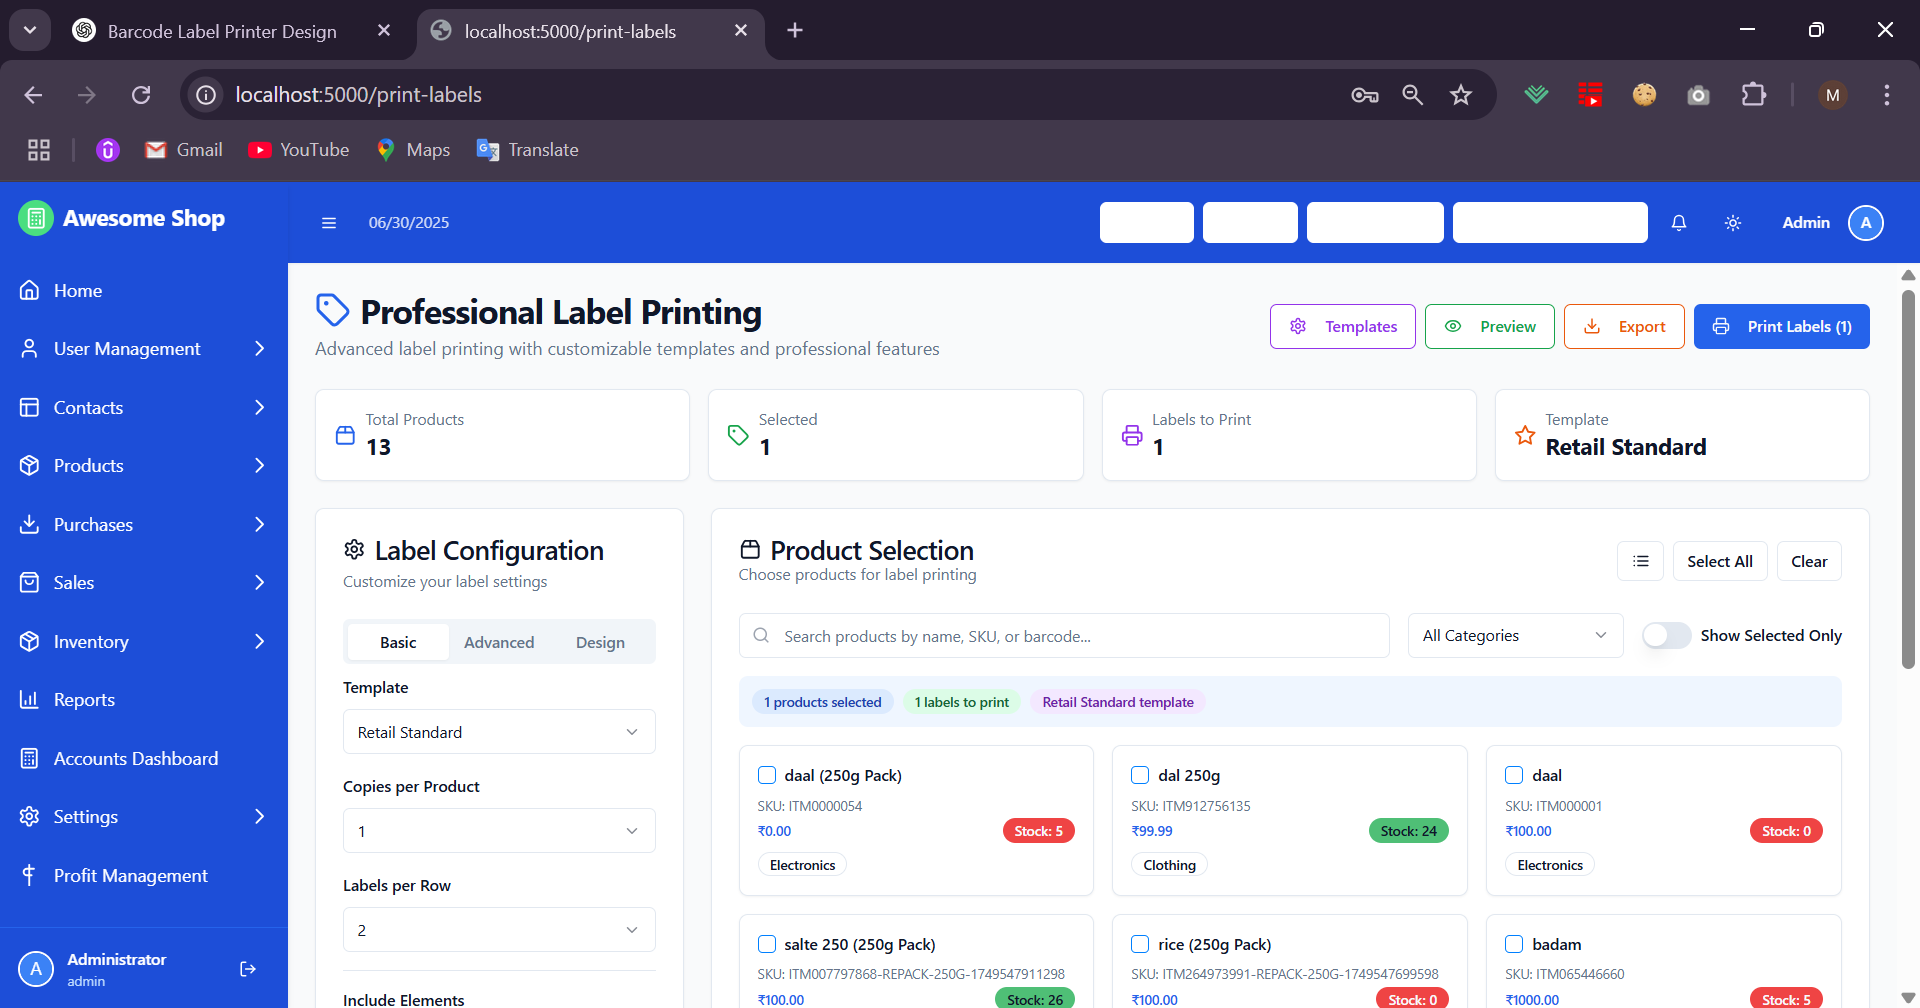 Barcode Label Printer Design
localhost:5000/print-labels
localhost:5000/print-labels
M
Gmail
YouTube
Maps
Translate
Awesome Shop
06/30/2025
Admin
A
Home
User Management
Contacts
Products
Purchases
Sales
Inventory
Reports
Accounts Dashboard
Settings
Profit Management
A
Administrator
admin
Professional Label Printing
Advanced label printing with customizable templates and professional features
Templates
Preview
Export
Print Labels (1)
Total Products
13
Selected
1
Labels to Print
1
Template
Retail Standard
Label Configuration
Customize your label settings
Basic
Advanced
Design
Template
Retail Standard
Copies per Product
1
Labels per Row
2
Include Elements
Product Selection
Choose products for label printing
Select All
Clear
Search products by name, SKU, or barcode...
All Categories
Show Selected Only
1 products selected
1 labels to print
Retail Standard template
daal (250g Pack)
SKU: ITM0000054
₹0.00
Stock: 5
Electronics
dal 250g
SKU: ITM912756135
₹99.99
Stock: 24
Clothing
daal
SKU: ITM000001
₹100.00
Stock: 0
Electronics
salte 250 (250g Pack)
SKU: ITM007797868-REPACK-250G-1749547911298
₹100.00
Stock: 26
rice (250g Pack)
SKU: ITM264973991-REPACK-250G-1749547699598
₹100.00
Stock: 0
badam
SKU: ITM065446660
₹1000.00
Stock: 5